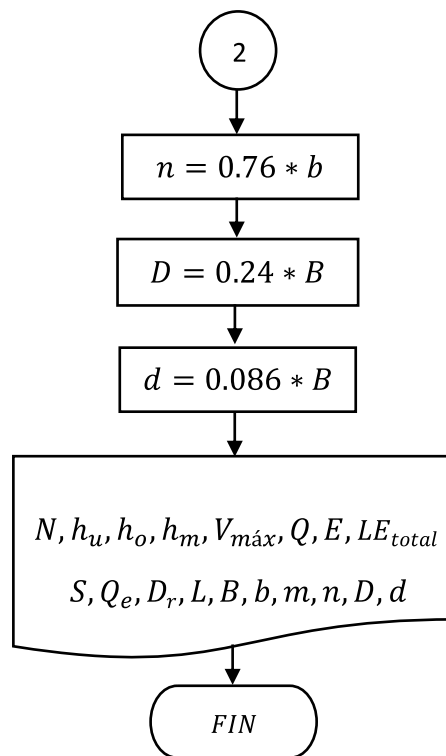 2
n = 0.76 * b
D = 0.24 * B
d = 0.086 * B
N, h_u, h_o, h_m, V_máx, Q, E, LE_total
S, Q_e, D_r, L, B, b, m, n, D, d
FIN